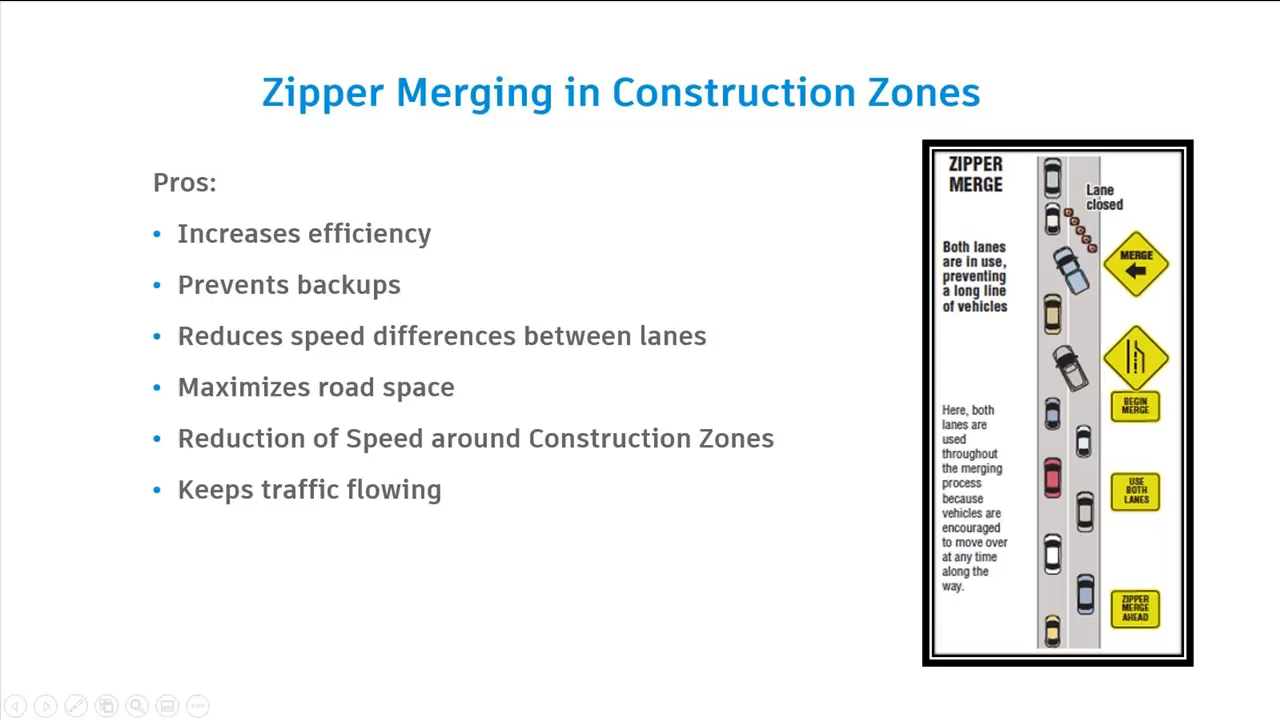 Zipper Merging in Construction Zones
Pros:
• Increases efficiency
• Prevents backups
• Reduces speed differences between lanes
• Maximizes road space
• Reduction of Speed around Construction Zones
• Keeps traffic flowing
ZIPPER
MERGE
Lane
closed
Both lanes
are in use,
preventing
a long line
of vehicles
MERGE
Here, both
lanes are
used
throughout
the merging
process
because
vehicles are
encouraged
to move over
at any time
along the
way.
BEGIN
MERGE
USE
BOTH
LANES
ZIPPER
MERGE
AHEAD